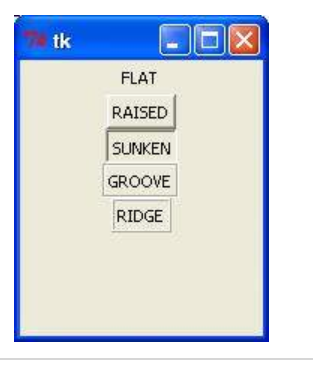 tk
FLAT
RAISED
SUNKEN
GROOVE
RIDGE